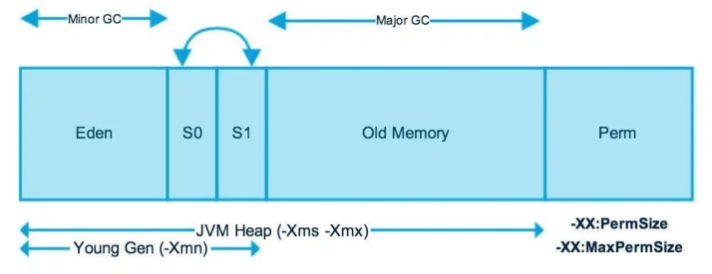 Minor GC
Major GC
Eden
S0
S1
Old Memory
Perm
JVM Heap (-Xms -Xmx)
-XX:PermSize
Young Gen (-Xmn)
-XX:MaxPermSize